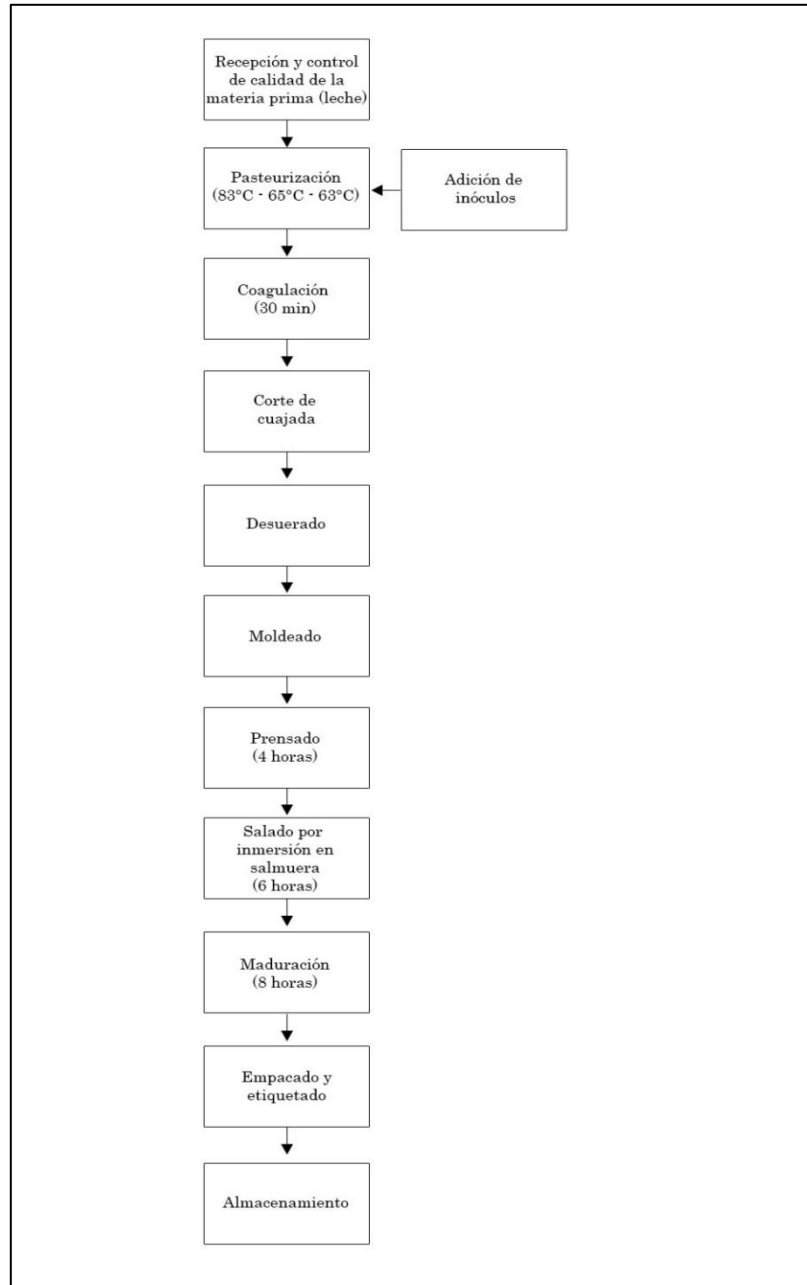 Recepción y control
de calidad de la
materia prima (leche)
Pasteurización
(83°C - 65°C - 63°C)
Adición de
inóculos
Coagulación
(30 min)
Corte de
cuajada
Desuerado
Moldeado
Prensado
(4 horas)
Salado por
inmersión en
salmuera
(6 horas)
Maduración
(8 horas)
Empacado y
etiquetado
Almacenamiento